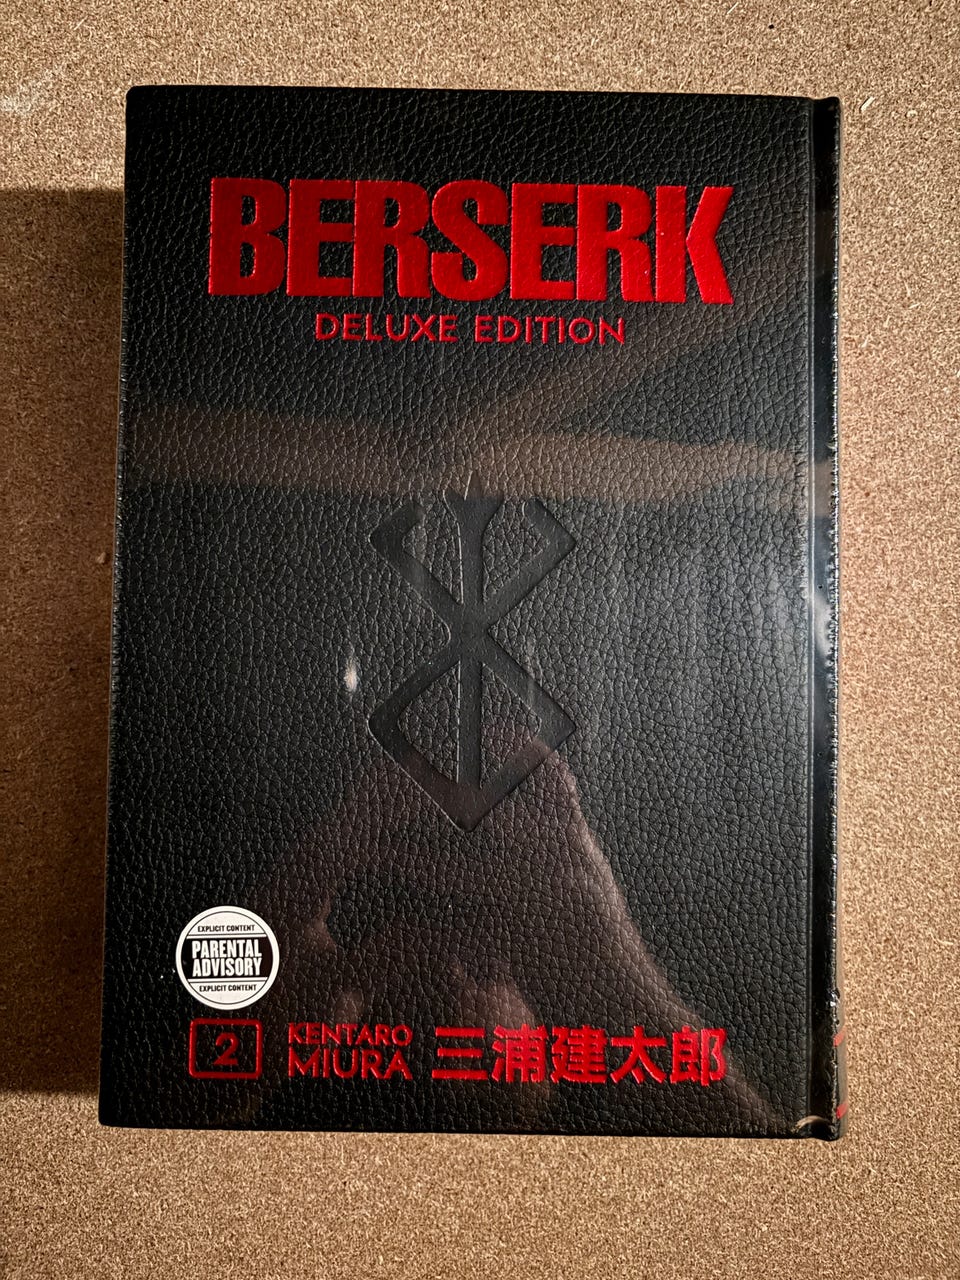 BERSERK
DELUXE EDITION
EXPLICIT CONTENT
PARENTAL
ADVISORY
EXPLICIT CONTENT
2
KENTARO
MIURA
三浦建太郎